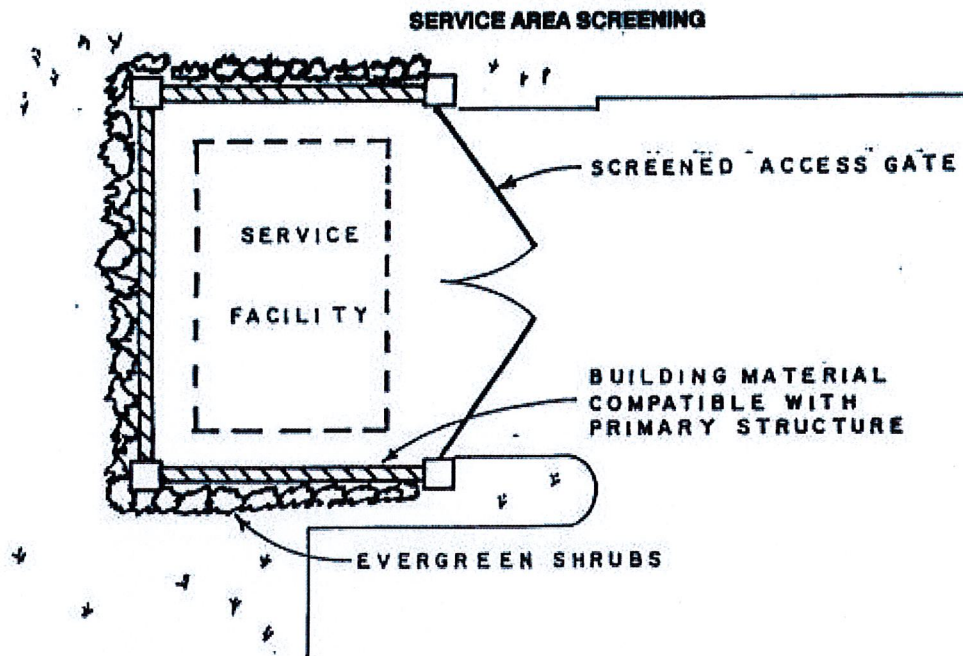 SERVICE AREA SCREENING
SCREENED ACCESS GATE
SERVICE
FACILITY
BUILDING MATERIAL
COMPATIBLE WITH
PRIMARY STRUCTURE
EVERGREEN SHRUBS